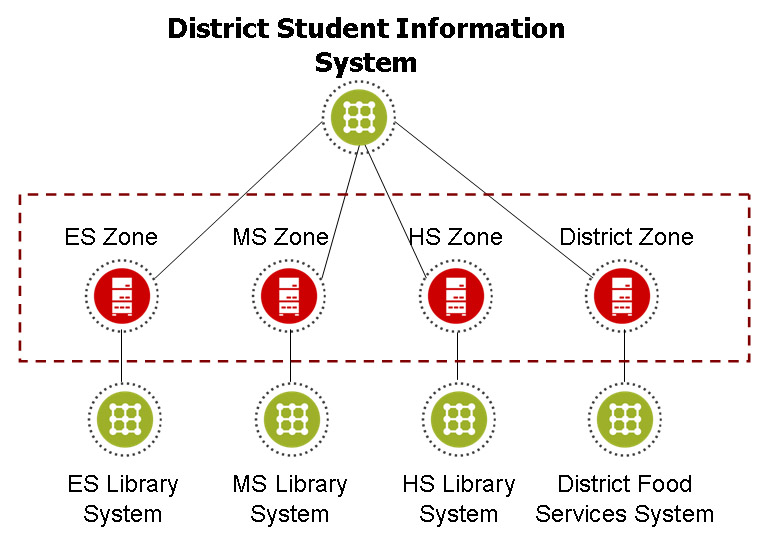 District Student Information
System
ES Zone
MS Zone
HS Zone
District Zone
ES Library
System
MS Library
System
HS Library
System
District Food
Services System